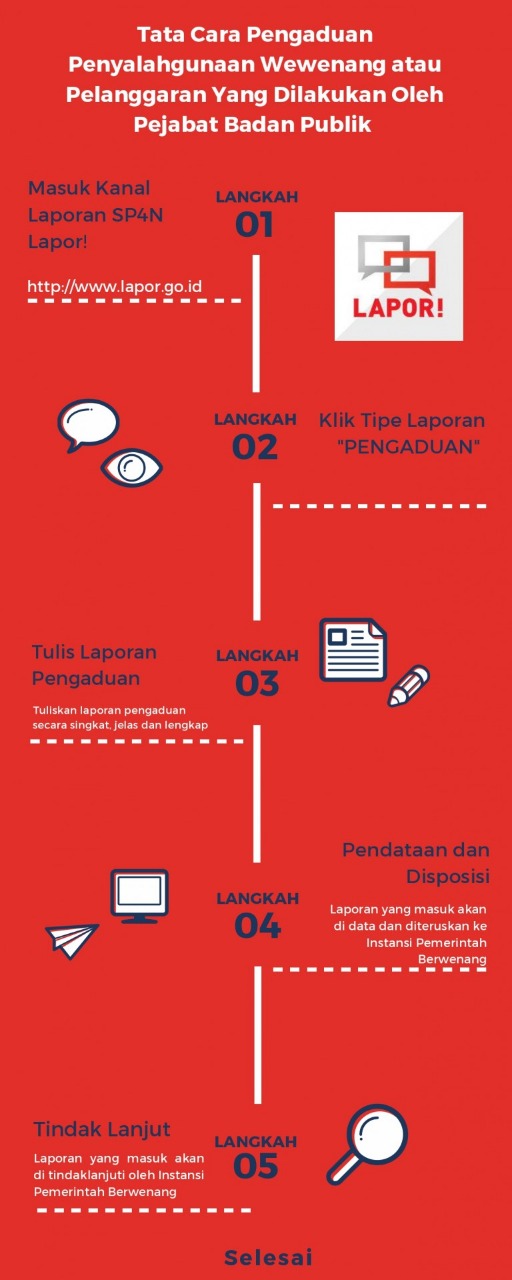 Tata Cara Pengaduan
Penyalahgunaan Wewenang atau
Pelanggaran Yang Dilakukan Oleh
Pejabat Badan Publik
Masuk Kanal
Laporan SP4N
Lapor!
http://www.lapor.go.id
LANGKAH
01
LAPOR!
LANGKAH
02
Klik Tipe Laporan
"PENGADUAN"
Tulis Laporan
Pengaduan
Tuliskan laporan pengaduan
secara singkat, jelas dan lengkap
LANGKAH
03
LANGKAH
04
Pendataan dan
Disposisi
Laporan yang masuk akan
di data dan diteruskan ke
Instansi Pemerintah
Berwenang
Tindak Lanjut
Laporan yang masuk akan
di tindaklanjuti oleh Instansi
Pemerintah Berwenang
LANGKAH
05
Selesai